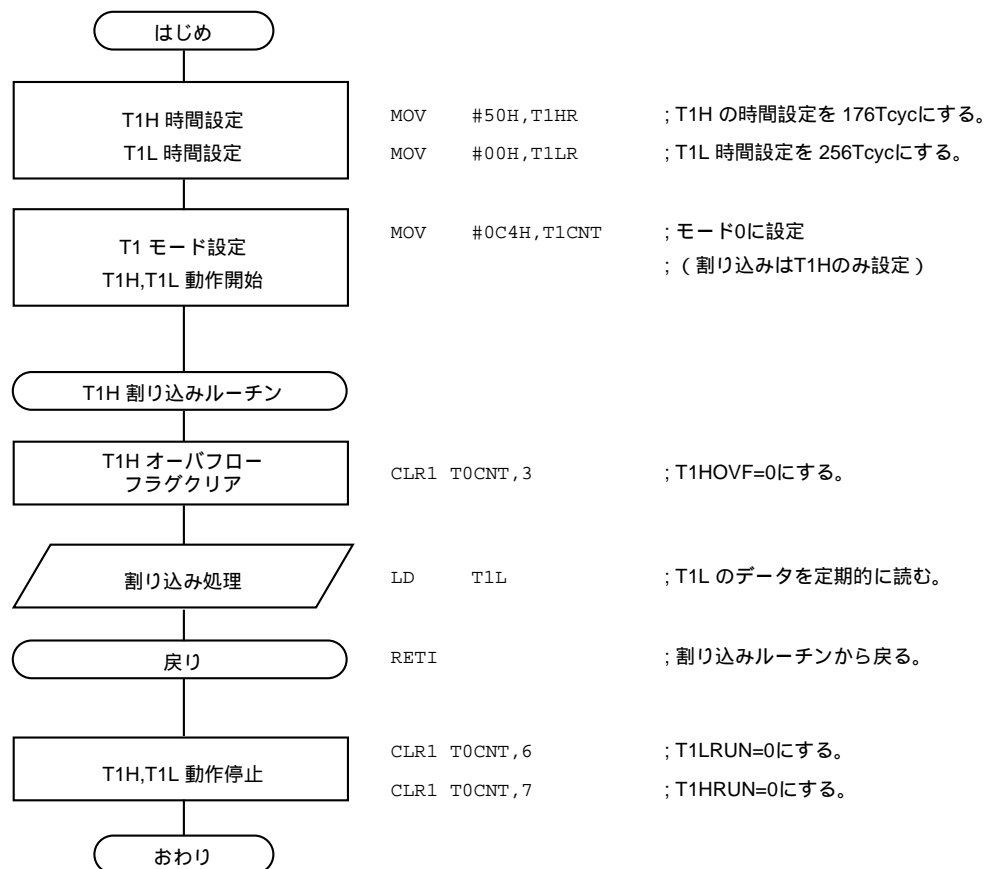 はじめ
T1H 時間設定
T1L 時間設定
MOV #50H,T1HR ; T1H の時間設定を 176Tcycにする。
MOV #00H,T1LR ; T1L 時間設定を 256Tcycにする。
T1 モード設定
T1H,T1L 動作開始
MOV #0C4H,T1CNT ; モード0に設定
; ( 割り込みはT1Hのみ設定 )
T1H 割り込みルーチン
T1H オーバフロー
フラグクリア
CLR1 T0CNT,3 ; T1HOVF=0にする。
割り込み処理 LD T1L ; T1L のデータを定期的に読む。
戻り RETI ; 割り込みルーチンから戻る。
T1H,T1L 動作停止
CLR1 T0CNT,6 ; T1LRUN=0にする。
CLR1 T0CNT,7 ; T1HRUN=0にする。
おわり